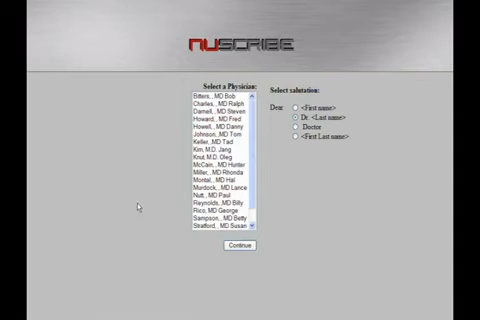 NUSCRIBE
Select a Physician:
Bitters, , MD Bob
Charles, , MD Ralph
Darnell, , MD Steven
Howard, , MD Fred
Howell, , MD Danny
Johnson, , MD Tom
Keller, , MD Tad
Kim, M.D. Jang
Knut, M.D. Oleg
McCain, , MD Hunter
Miller, , MD Rhonda
Montal, , MD Hal
Murdock, , MD Lance
Nutt, , MD Paul
Reynolds, , MD Billy
Rico, MD George
Sampson, , MD Betty
Stratford, , MD Susan
Continue
Select salutation:
Dear
<First name>
Dr. <Last name>
Doctor
<First Last name>